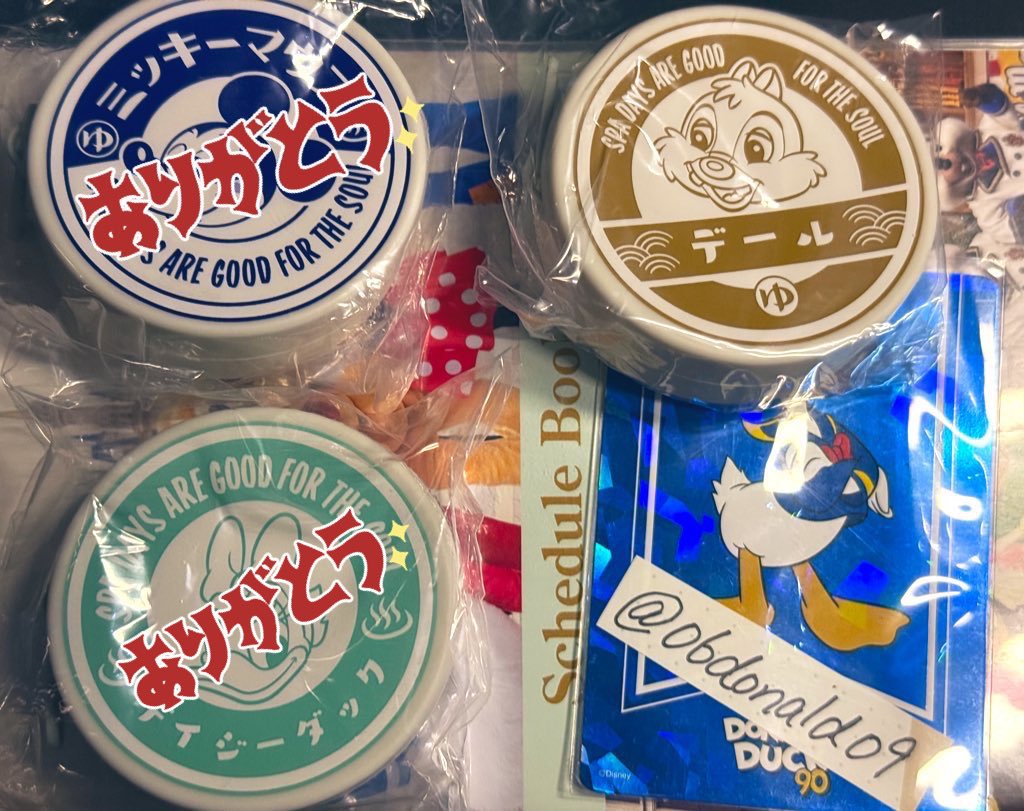 ミッキーマ
ゆ
ありがとう
S ARE GOOD FOR THE SOUL
SPA DAYS ARE GOOD FOR THE SOUL
デール
ゆ
SPA DAYS ARE GOOD FOR THE
ありがとう
イジーダック
Schedule Boo
@obdonald09
DONALD
DUCK
90
©Disney